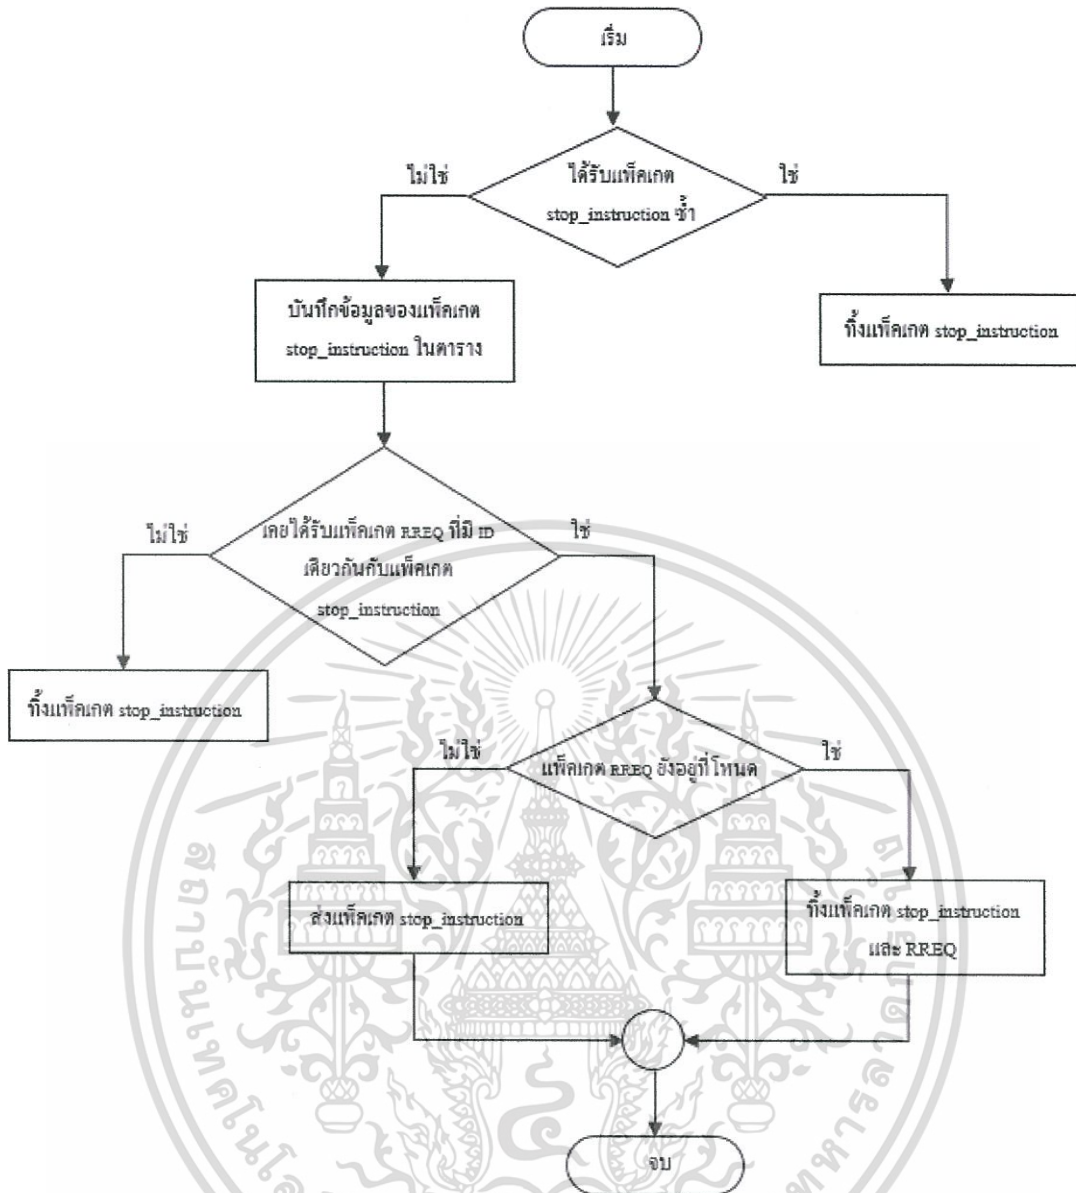 เริ่ม
ไม่ใช่
ได้รับแพ็คเกต
stop_instruction ซ้ำ
ใช่
บันทึกข้อมูลของแพ็คเกต
stop_instruction ในตาราง
ทิ้งแพ็คเกต stop_instruction
ไม่ใช่
เคยได้รับแพ็คเกต RREQ ที่มี ID
เดียวกันกับแพ็คเกต
stop_instruction
ใช่
ทิ้งแพ็คเกต stop_instruction
ไม่ใช่
แพ็คเกต RREQ ยังอยู่ที่โหนด
ใช่
ส่งแพ็คเกต stop_instruction
ทิ้งแพ็คเกต stop_instruction
และ RREQ
จบ